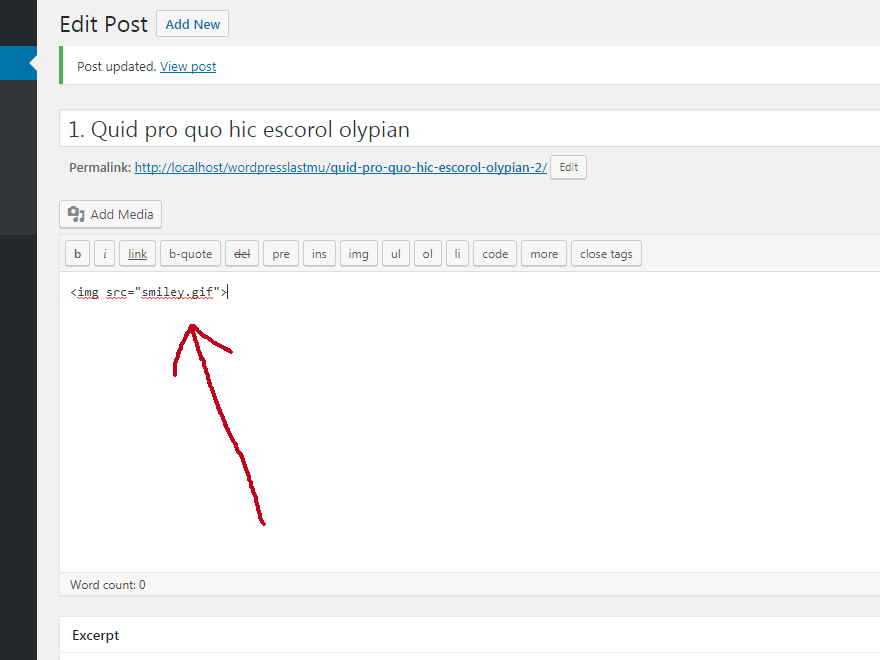 Edit Post Add New
Post updated. View post
1. Quid pro quo hic escorol olypian
Permalink: http://localhost/wordpresslastmu/quid-pro-quo-hic-escorol-olypian-2/ Edit
Add Media
b i link b-quote del pre ins img ul ol li code more close tags
<img src="smiley.gif">
Word count: 0
Excerpt